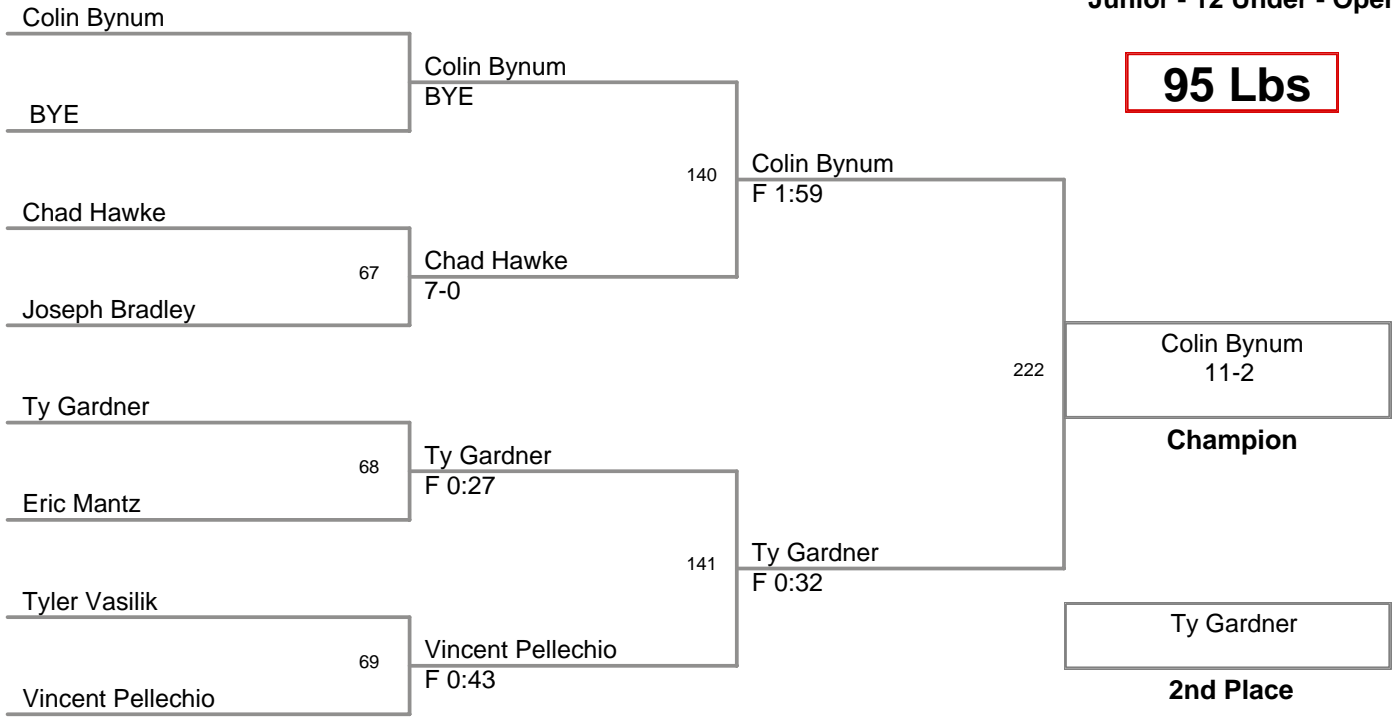 Junior - 12 Under - Open
95 Lbs
Colin Bynum
BYE
Chad Hawke
67
Joseph Bradley
Ty Gardner
68
Eric Mantz
Tyler Vasilik
69
Vincent Pellechio
Colin Bynum
BYE
140
Chad Hawke
7-0
Ty Gardner
F 0:27
141
Vincent Pellechio
F 0:43
Colin Bynum
F 1:59
222
Ty Gardner
F 0:32
Colin Bynum
11-2
Champion
Ty Gardner
2nd Place